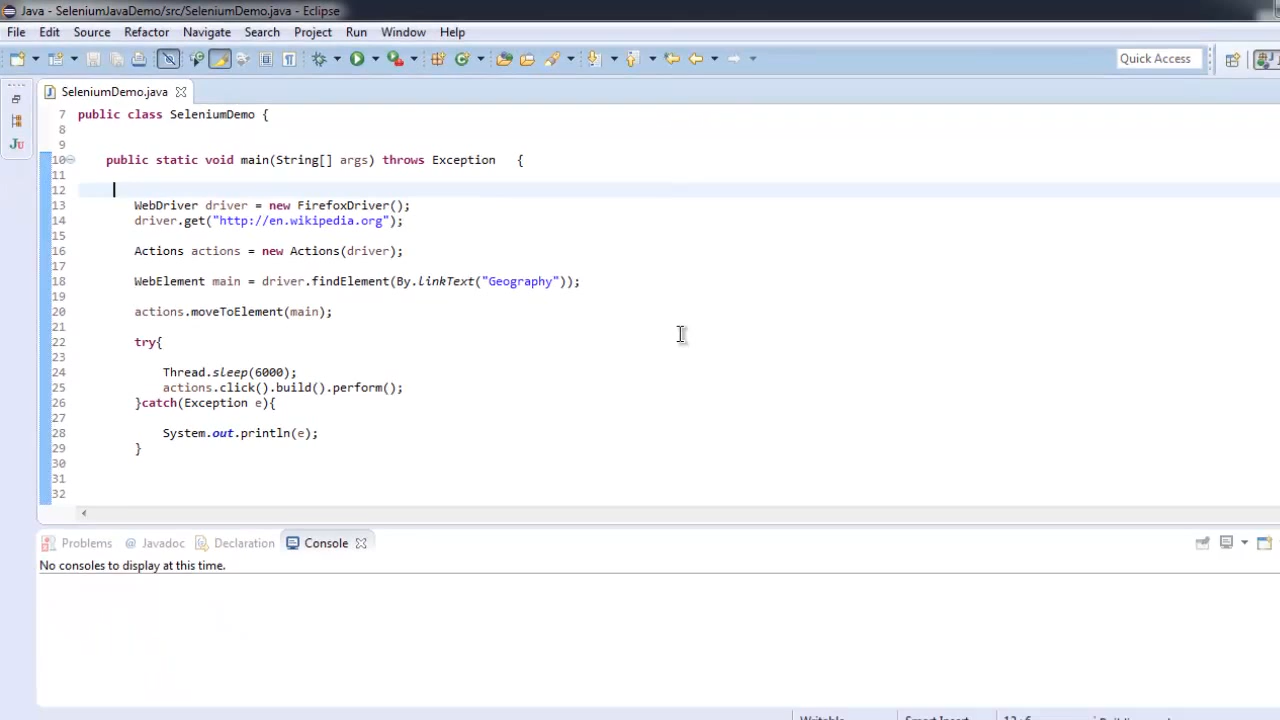 Java - SeleniumJavaDemo/src/SeleniumDemo.java - Eclipse
File Edit Source Refactor Navigate Search Project Run Window Help
Quick Access
SeleniumDemo.java
7 public class SeleniumDemo {
8
9
10 public static void main(String[] args) throws Exception {
11
12
13 WebDriver driver = new FirefoxDriver();
14 driver.get("http://en.wikipedia.org");
15
16 Actions actions = new Actions(driver);
17
18 WebElement main = driver.findElement(By.linkText("Geography"));
19
20 actions.moveToElement(main);
21
22 try{
23
24 Thread.sleep(6000);
25 actions.click().build().perform();
26 }catch(Exception e){
27
28 System.out.println(e);
29 }
30
31
32
Problems @ Javadoc Declaration Console
No consoles to display at this time.